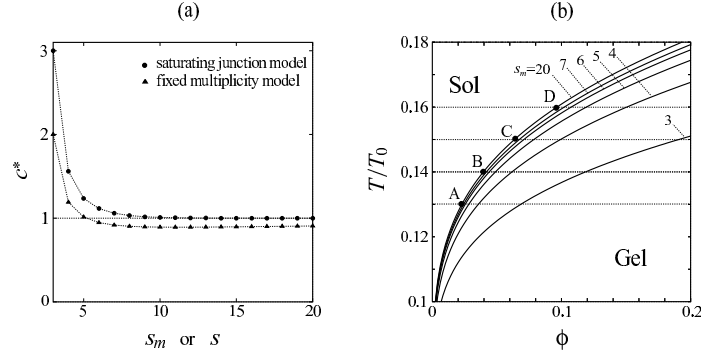 (a)
3
2
1
0
c*
saturating junction model
fixed multiplicity model
5
10
15
20
s_m or s
(b)
0.18
0.16
0.14
0.12
0.1
T/T_0
Sol
Gel
s_m=20
7
6
5
4
3
D
C
B
A
0
0.1
0.2
ϕ